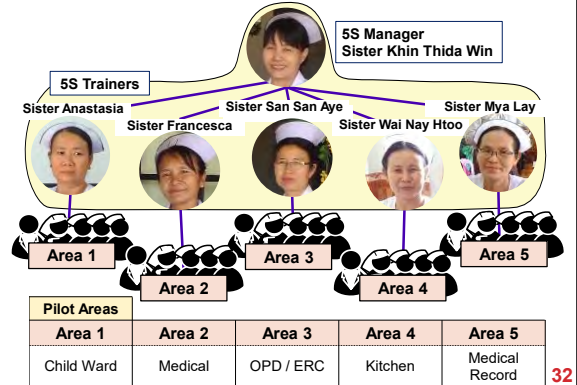 5S Manager
Sister Khin Thida Win
5S Trainers
Sister Anastasia
Sister Francesca
Sister San San Aye
Sister Wai Nay Htoo
Sister Mya Lay
Area 1
Area 2
Area 3
Area 4
Area 5
Pilot Areas
Area 1 Area 2 Area 3 Area 4 Area 5
Child Ward Medical OPD / ERC Kitchen Medical
Record
32